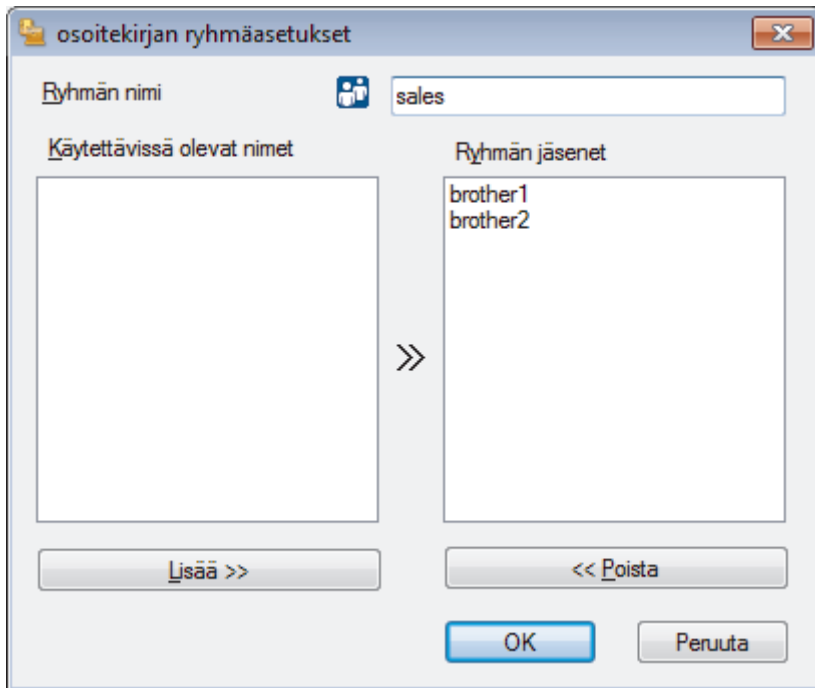 osoitekirjan ryhmäasetukset
Ryhmän nimi
sales
Käytettävissä olevat nimet
Ryhmän jäsenet
brother1
brother2
Lisää >>
<< Poista
OK
Peruuta